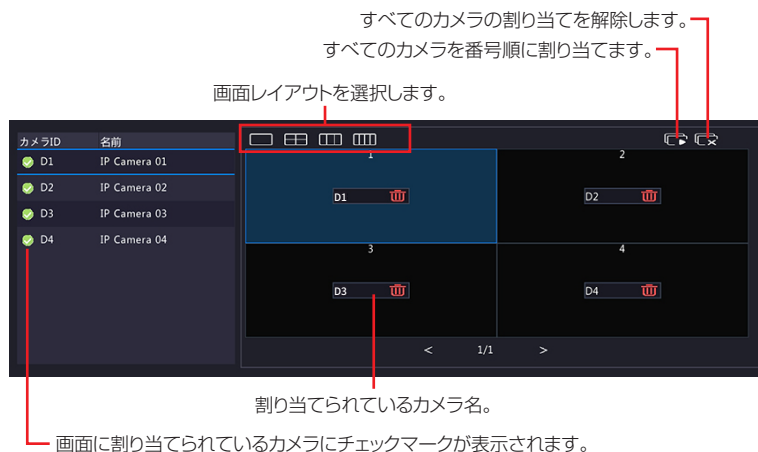 すべてのカメラの割り当てを解除します。
すべてのカメラを番号順に割り当てます。
画面レイアウトを選択します。
カメラID 名前
D1 IP Camera 01
D2 IP Camera 02
D3 IP Camera 03
D4 IP Camera 04
1 2
D1 D2
3 4
D3 D4
< 1/1 >
割り当てられているカメラ名。
画面に割り当てられているカメラにチェックマークが表示されます。